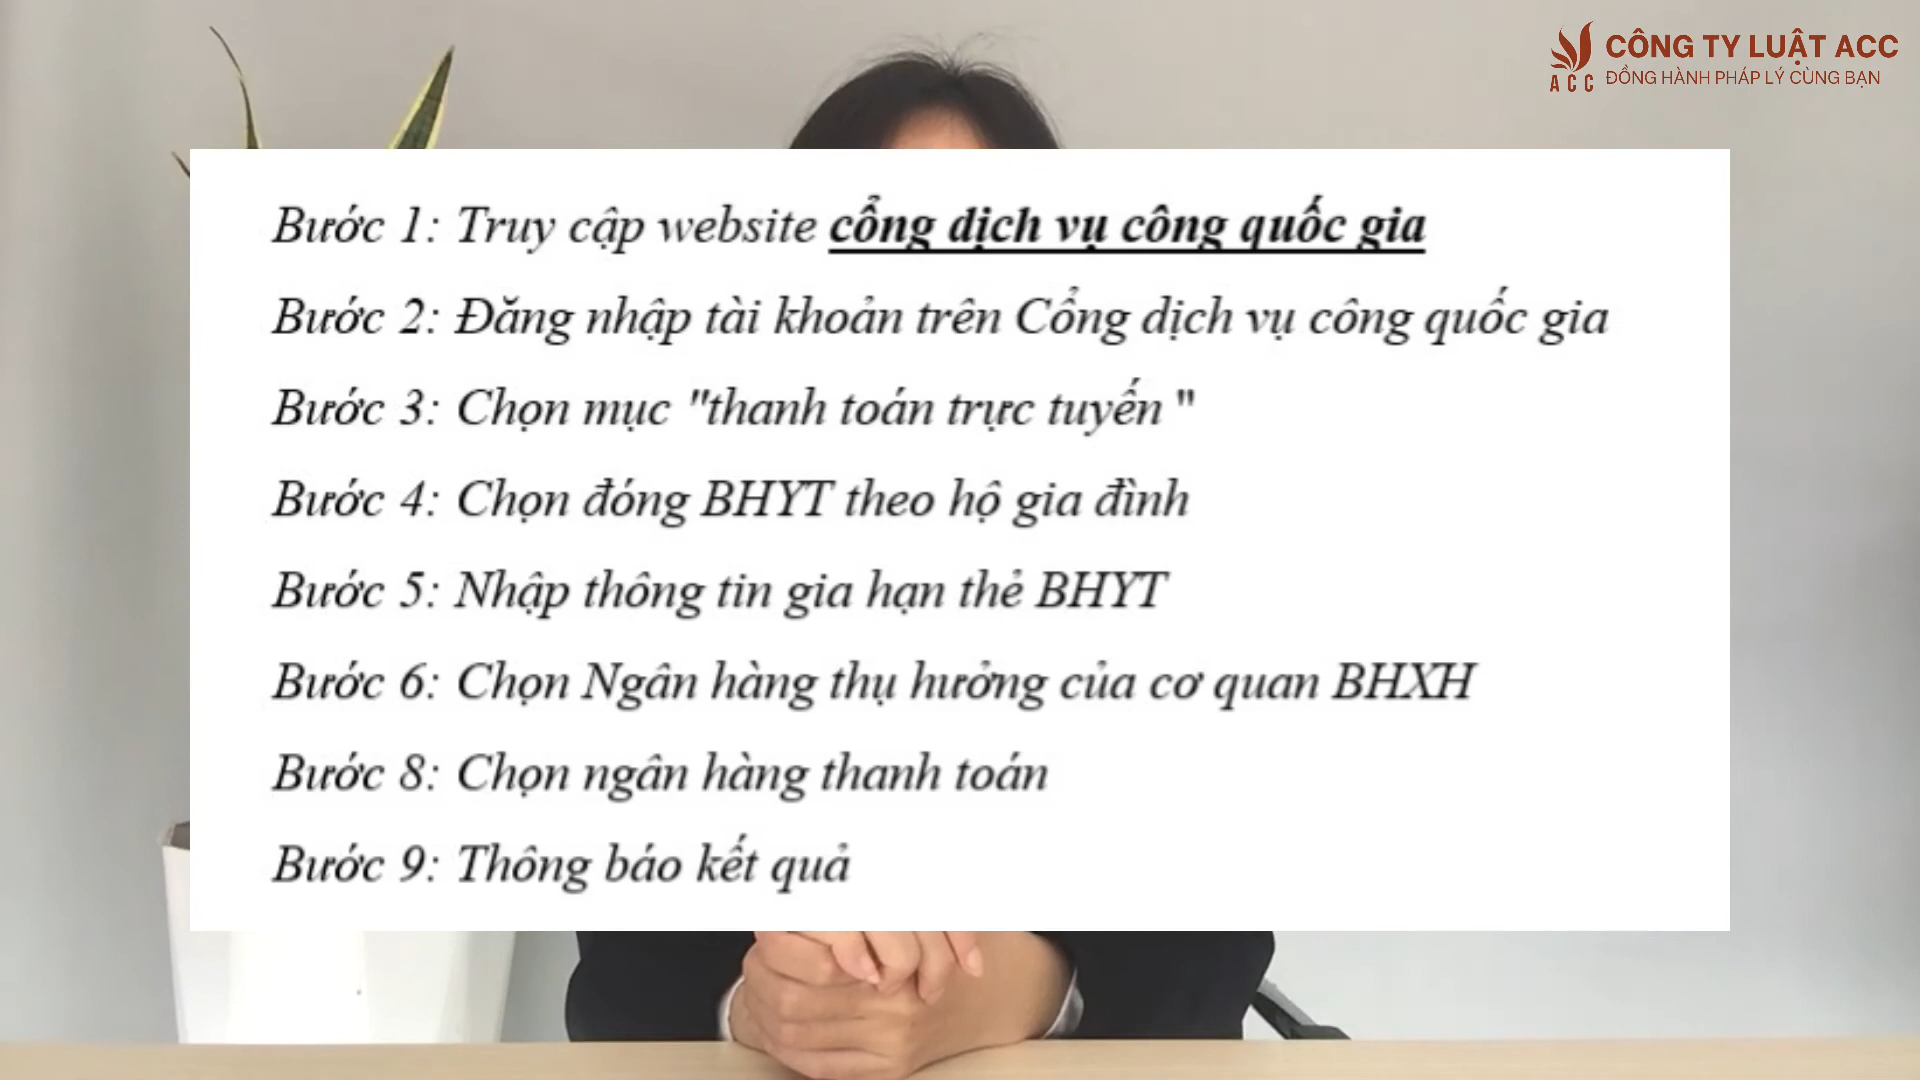 ACC
CÔNG TY LUẬT ACC
ĐỒNG HÀNH PHÁP LÝ CÙNG BẠN
Bước 1: Truy cập website cổng dịch vụ công quốc gia
Bước 2: Đăng nhập tài khoản trên Cổng dịch vụ công quốc gia
Bước 3: Chọn mục "thanh toán trực tuyến "
Bước 4: Chọn đóng BHYT theo hộ gia đình
Bước 5: Nhập thông tin gia hạn thẻ BHYT
Bước 6: Chọn Ngân hàng thụ hưởng của cơ quan BHXH
Bước 8: Chọn ngân hàng thanh toán
Bước 9: Thông báo kết quả